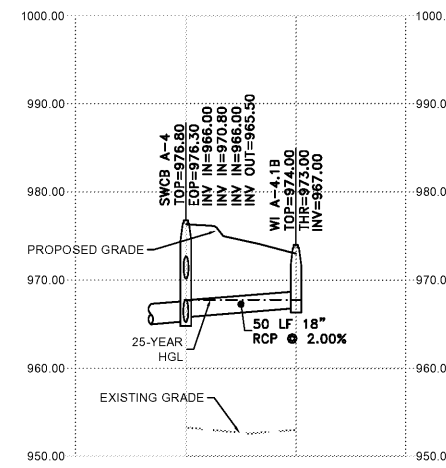 1000.00
1000.00
990.00
990.00
980.00
980.00
970.00
970.00
960.00
960.00
950.00
950.00
SWCB A-4
TOP=976.80
EOP=976.30
INV IN=966.00
INV IN=970.80
INV IN=966.00
INV OUT=965.50
WI A-4.1B
TOP=974.00
THR=973.00
INV=967.00
PROPOSED GRADE
25-YEAR
HGL
50 LF 18"
RCP @ 2.00%
EXISTING GRADE